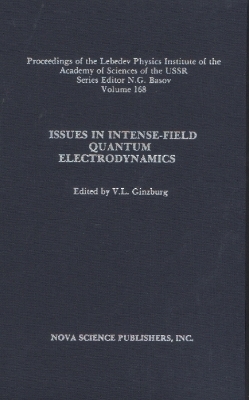 Proceedings of the Lebedev Physics Institute of the
Academy of Sciences of the USSR
Series Editor N.G. Basov
Volume 168
ISSUES IN INTENSE-FIELD
QUANTUM
ELECTRODYNAMICS
Edited by V.L. Ginzburg
NOVA SCIENCE PUBLISHERS, INC.